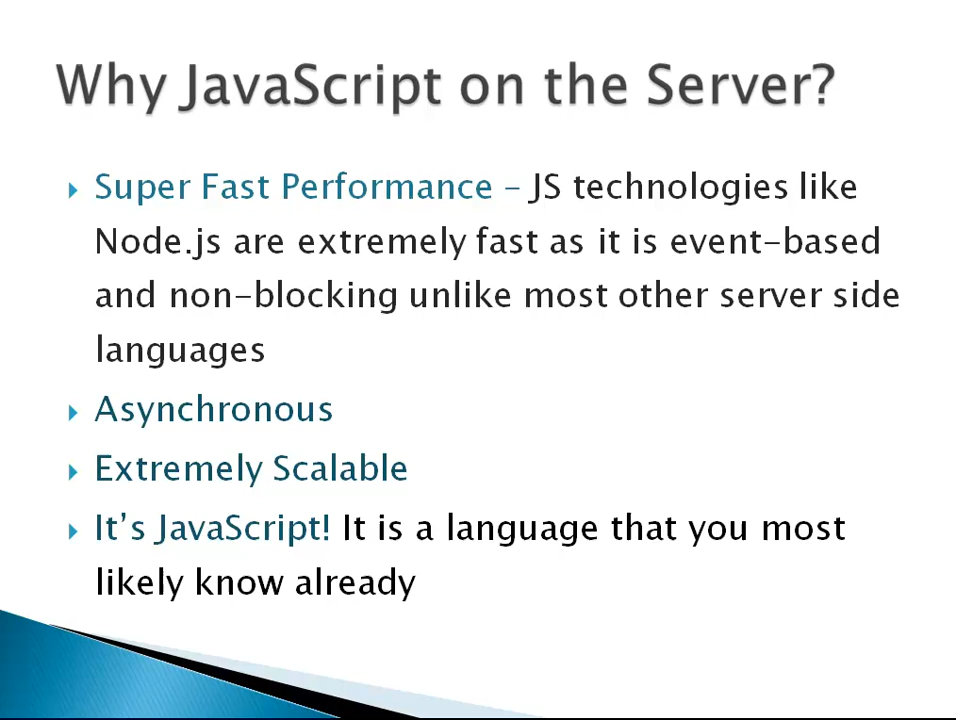 Why JavaScript on the Server?
Super Fast Performance – JS technologies like
Node.js are extremely fast as it is event-based
and non-blocking unlike most other server side
languages
Asynchronous
Extremely Scalable
It’s JavaScript! It is a language that you most
likely know already